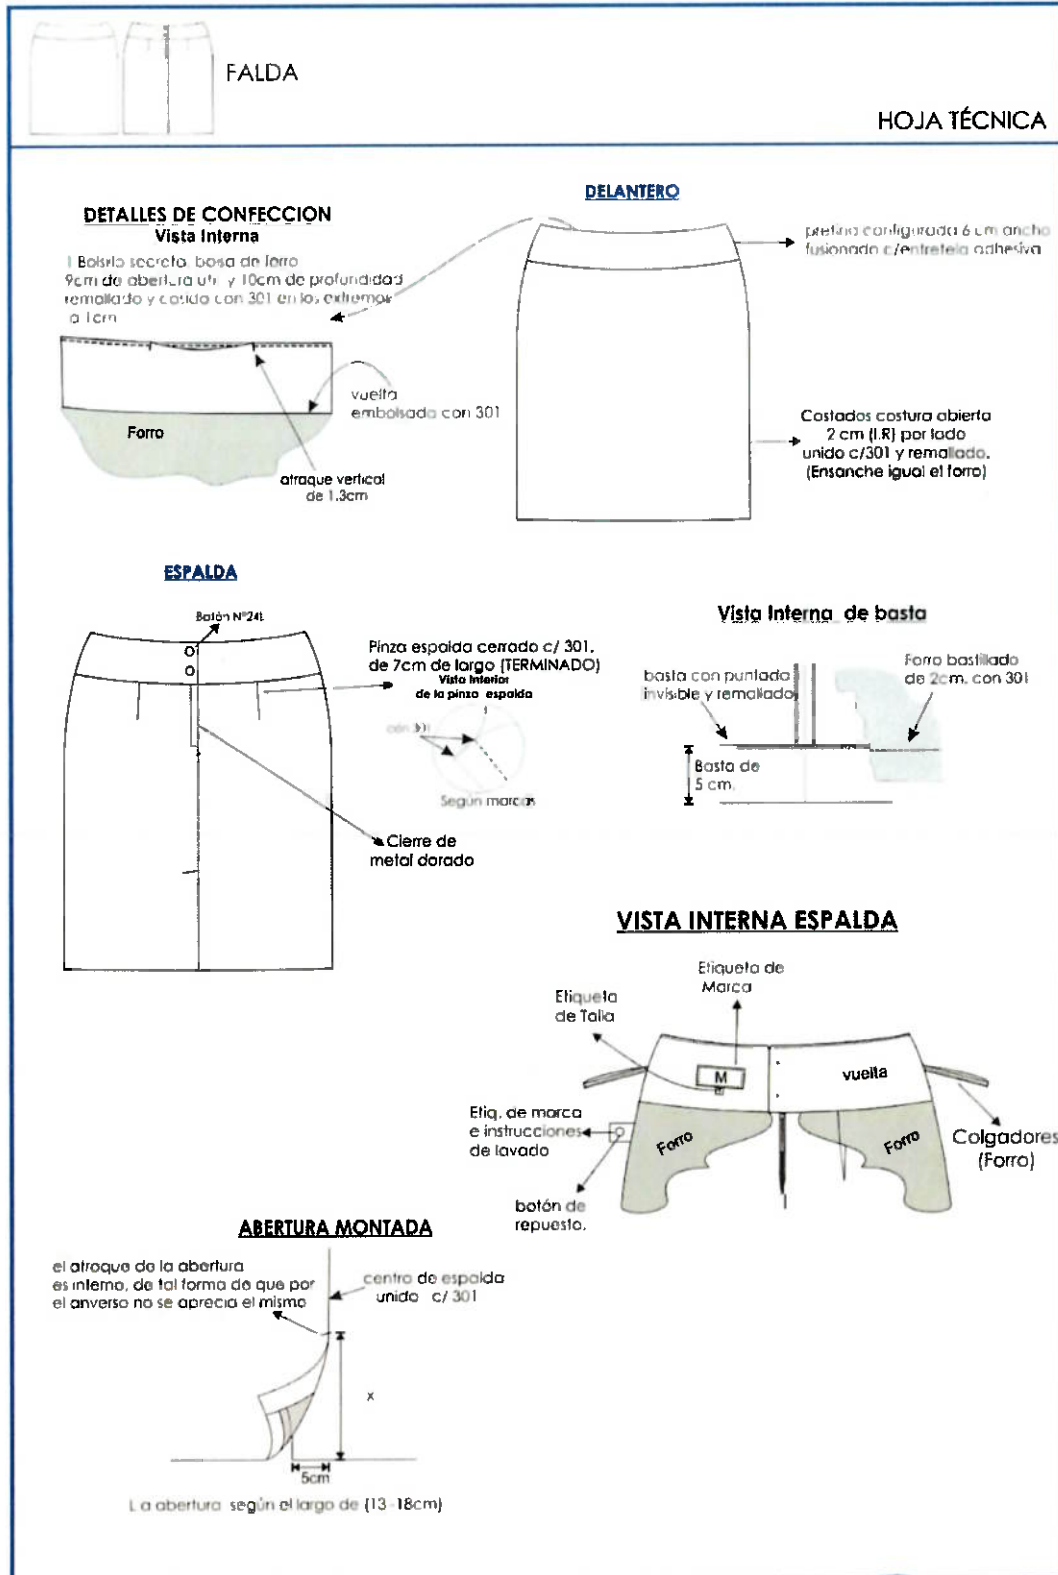 FALDA
HOJA TÉCNICA
DETALLES DE CONFECCION
Vista Interna
1 Bolsillo secreto, bolsa de forro
9cm de abertura util y 10cm de profundidad
remallado y cosido con 301 en los extremos
a 1cm
vuelta
embolsada con 301
Forro
atraque vertical
de 1.3cm
DELANTERO
pretina configurada 6 cm ancho
fusionado c/entretela adhesiva
Costados costura abierta
2 cm (I.R) por lado
unido c/301 y remallado.
(Ensanche igual el forro)
ESPALDA
Botón N°24L
Pinza espalda cerrado c/ 301.
de 7cm de largo (TERMINADO)
Vista Interior
de la pinza espalda
con 301
Según marcas
Cierre de
metal dorado
Vista Interna de basta
basta con puntada
invisible y remallado
Forro bastillado
de 2cm. con 301
Basta de
5 cm.
VISTA INTERNA ESPALDA
Etiqueta de
Marca
Etiqueta
de Talla
M
vuelta
Etiq. de marca
e instrucciones
de lavado
Forro
Forro
Colgadores
(Forro)
botón de
repuesto.
ABERTURA MONTADA
el atraque de la abertura
es interno, de tal forma de que por
el anverso no se aprecia el mismo
centro de espalda
unido c/ 301
x
5cm
La abertura según el largo de (13 -18cm)